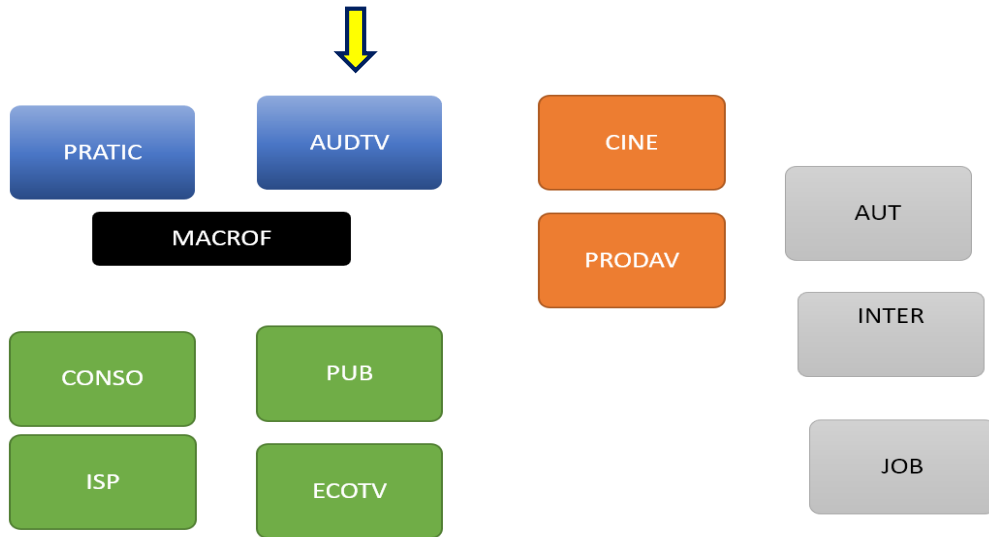 PRATIC
AUDTV
MACROF
CONSO
PUB
ISP
ECOTV
CINE
PRODAV
AUT
INTER
JOB